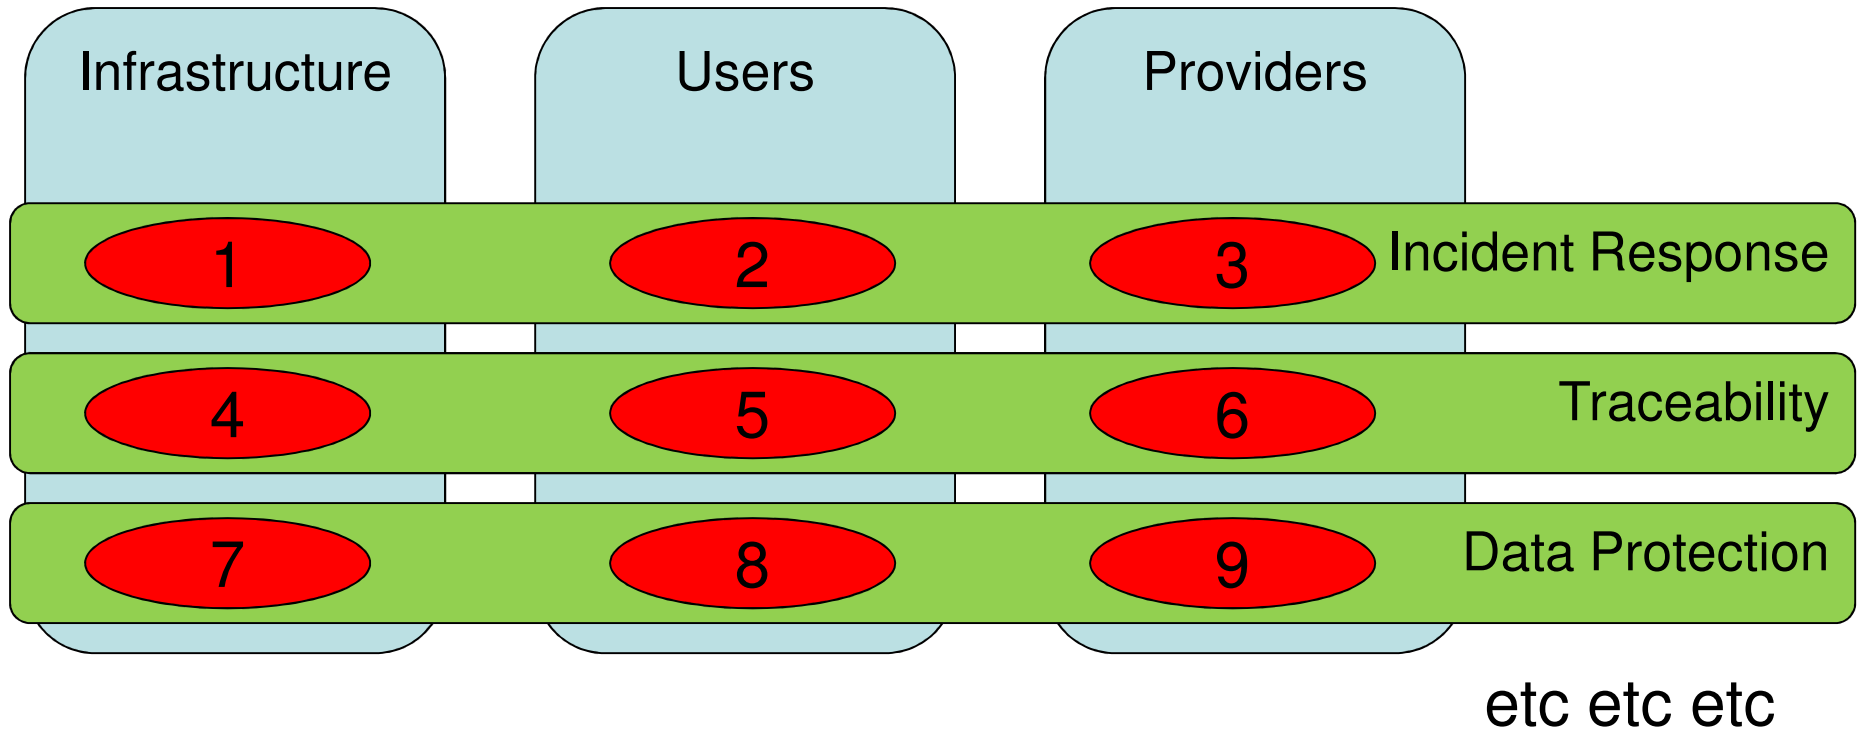 Infrastructure Users Providers
1 2 3 Incident Response
4 5 6 Traceability
7 8 9 Data Protection
etc etc etc